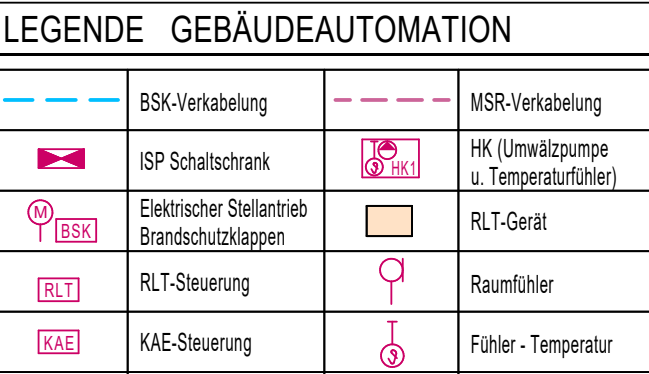 LEGENDE GEBÄUDEAUTOMATION
BSK-Verkabelung
MSR-Verkabelung
ISP Schaltschrank
HK1
HK (Umwälzpumpe
u. Temperaturfühler)
M
BSK
Elektrischer Stellantrieb
Brandschutzklappen
RLT-Gerät
RLT
RLT-Steuerung
Raumfühler
KAE
KAE-Steuerung
ϑ
Fühler - Temperatur